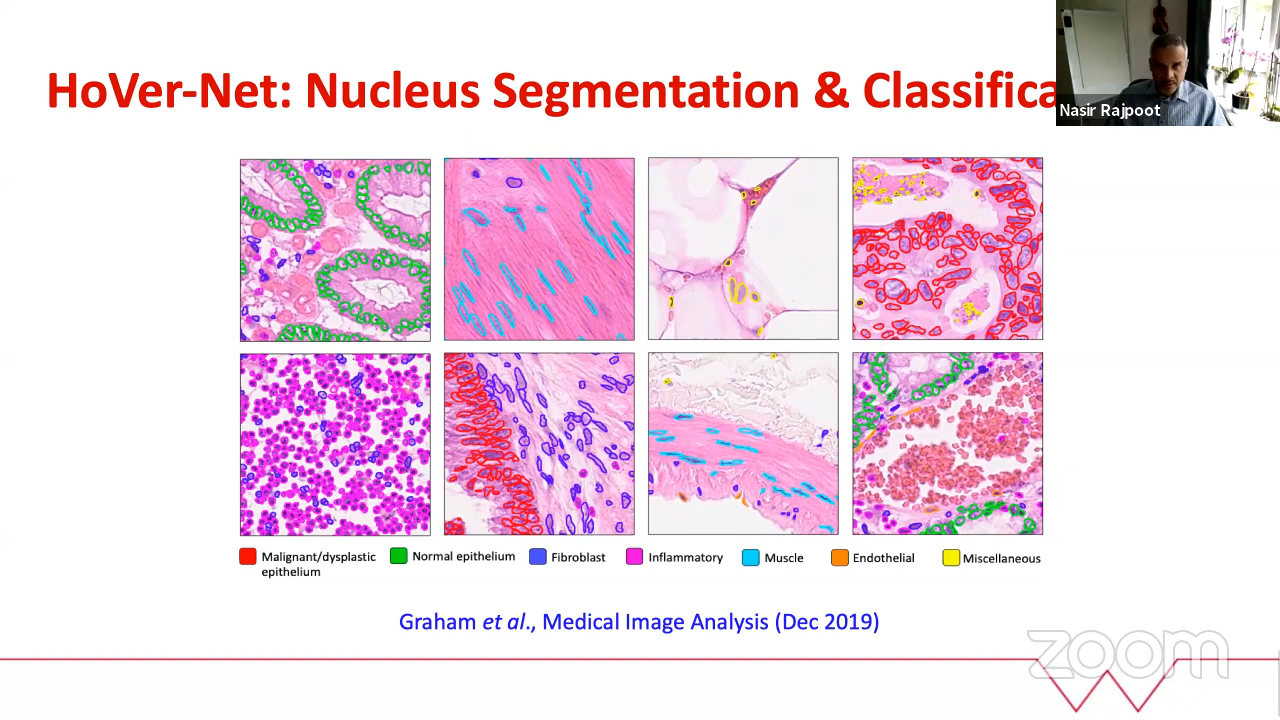 HoVer-Net: Nucleus Segmentation & Classifica
Nasir Rajpoot
Malignant/dysplastic
epithelium
Normal epithelium
Fibroblast
Inflammatory
Muscle
Endothelial
Miscellaneous
Graham et al., Medical Image Analysis (Dec 2019)
zoom